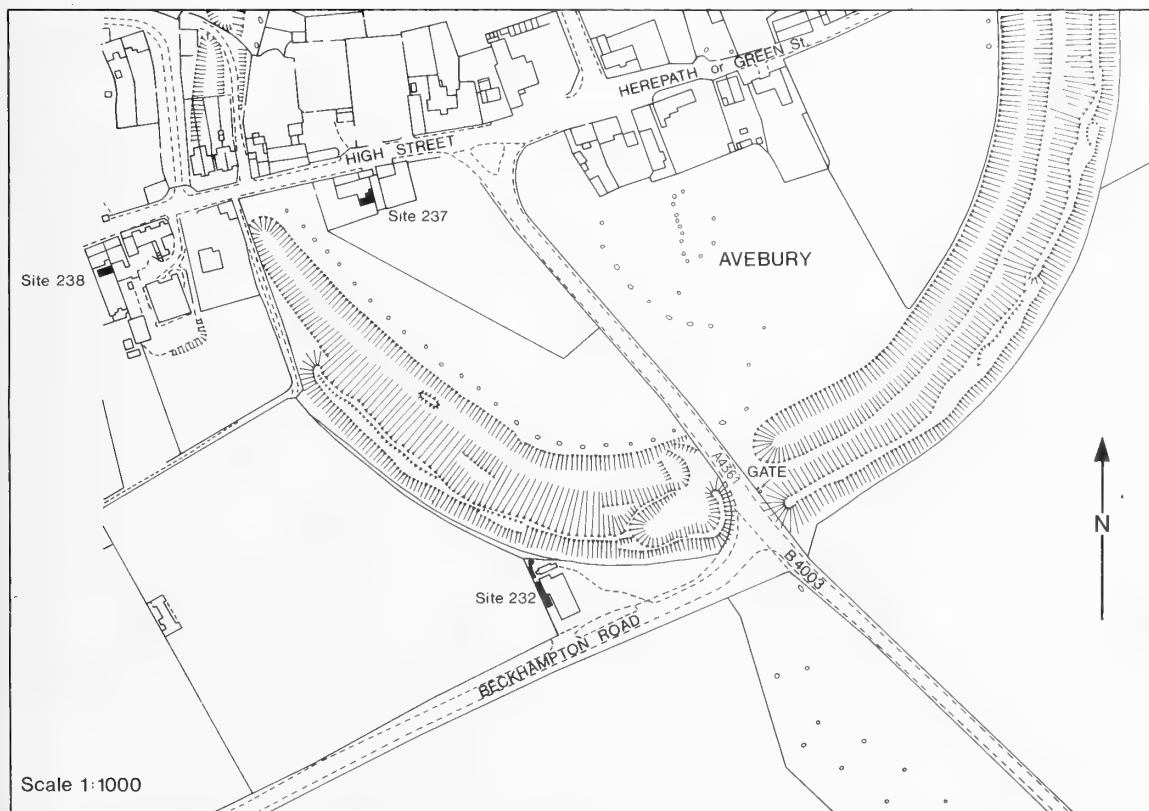 HEREPATH or GREEN St.
HIGH STREET
Site 237
AVEBURY
Site 238
A4361
GATE
N
B4003
Site 232
BECKHAMPTON ROAD
Scale 1:1000